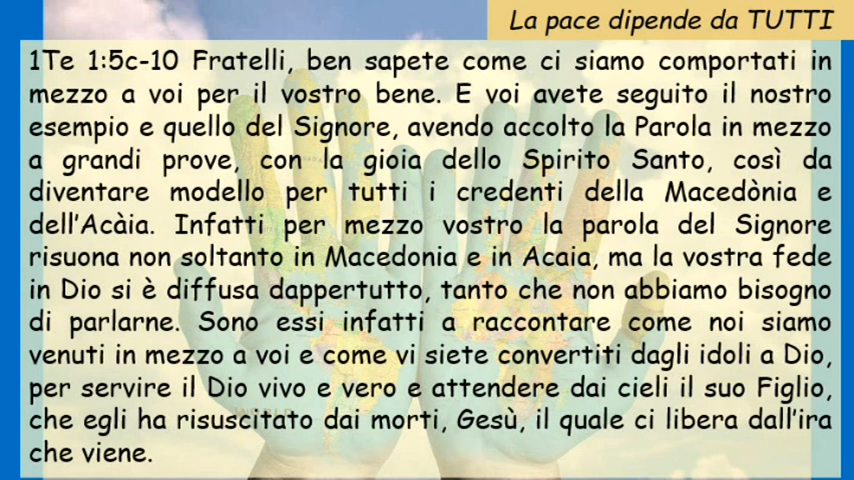 La pace dipende da TUTTI
1Te 1:5c-10 Fratelli, ben sapete come ci siamo comportati in
mezzo a voi per il vostro bene. E voi avete seguito il nostro
esempio e quello del Signore, avendo accolto la Parola in mezzo
a grandi prove, con la gioia dello Spirito Santo, così da
diventare modello per tutti i credenti della Macedònia e
dell'Acàia. Infatti per mezzo vostro la parola del Signore
risuona non soltanto in Macedonia e in Acaia, ma la vostra fede
in Dio si è diffusa dappertutto, tanto che non abbiamo bisogno
di parlarne. Sono essi infatti a raccontare come noi siamo
venuti in mezzo a voi e come vi siete convertiti dagli idoli a Dio,
per servire il Dio vivo e vero e attendere dai cieli il suo Figlio,
che egli ha risuscitato dai morti, Gesù, il quale ci libera dall'ira
che viene.